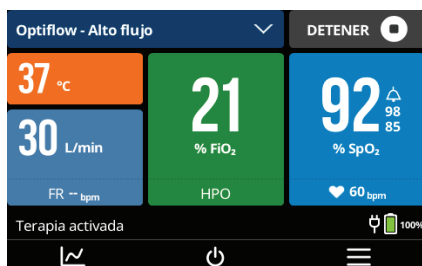 Optiflow - Alto flujo
DETENER
37 °C
30 L/min
FR -- bpm
21
% FiO₂
HPO
92
98
85
% SpO₂
60 bpm
Terapia activada
100%